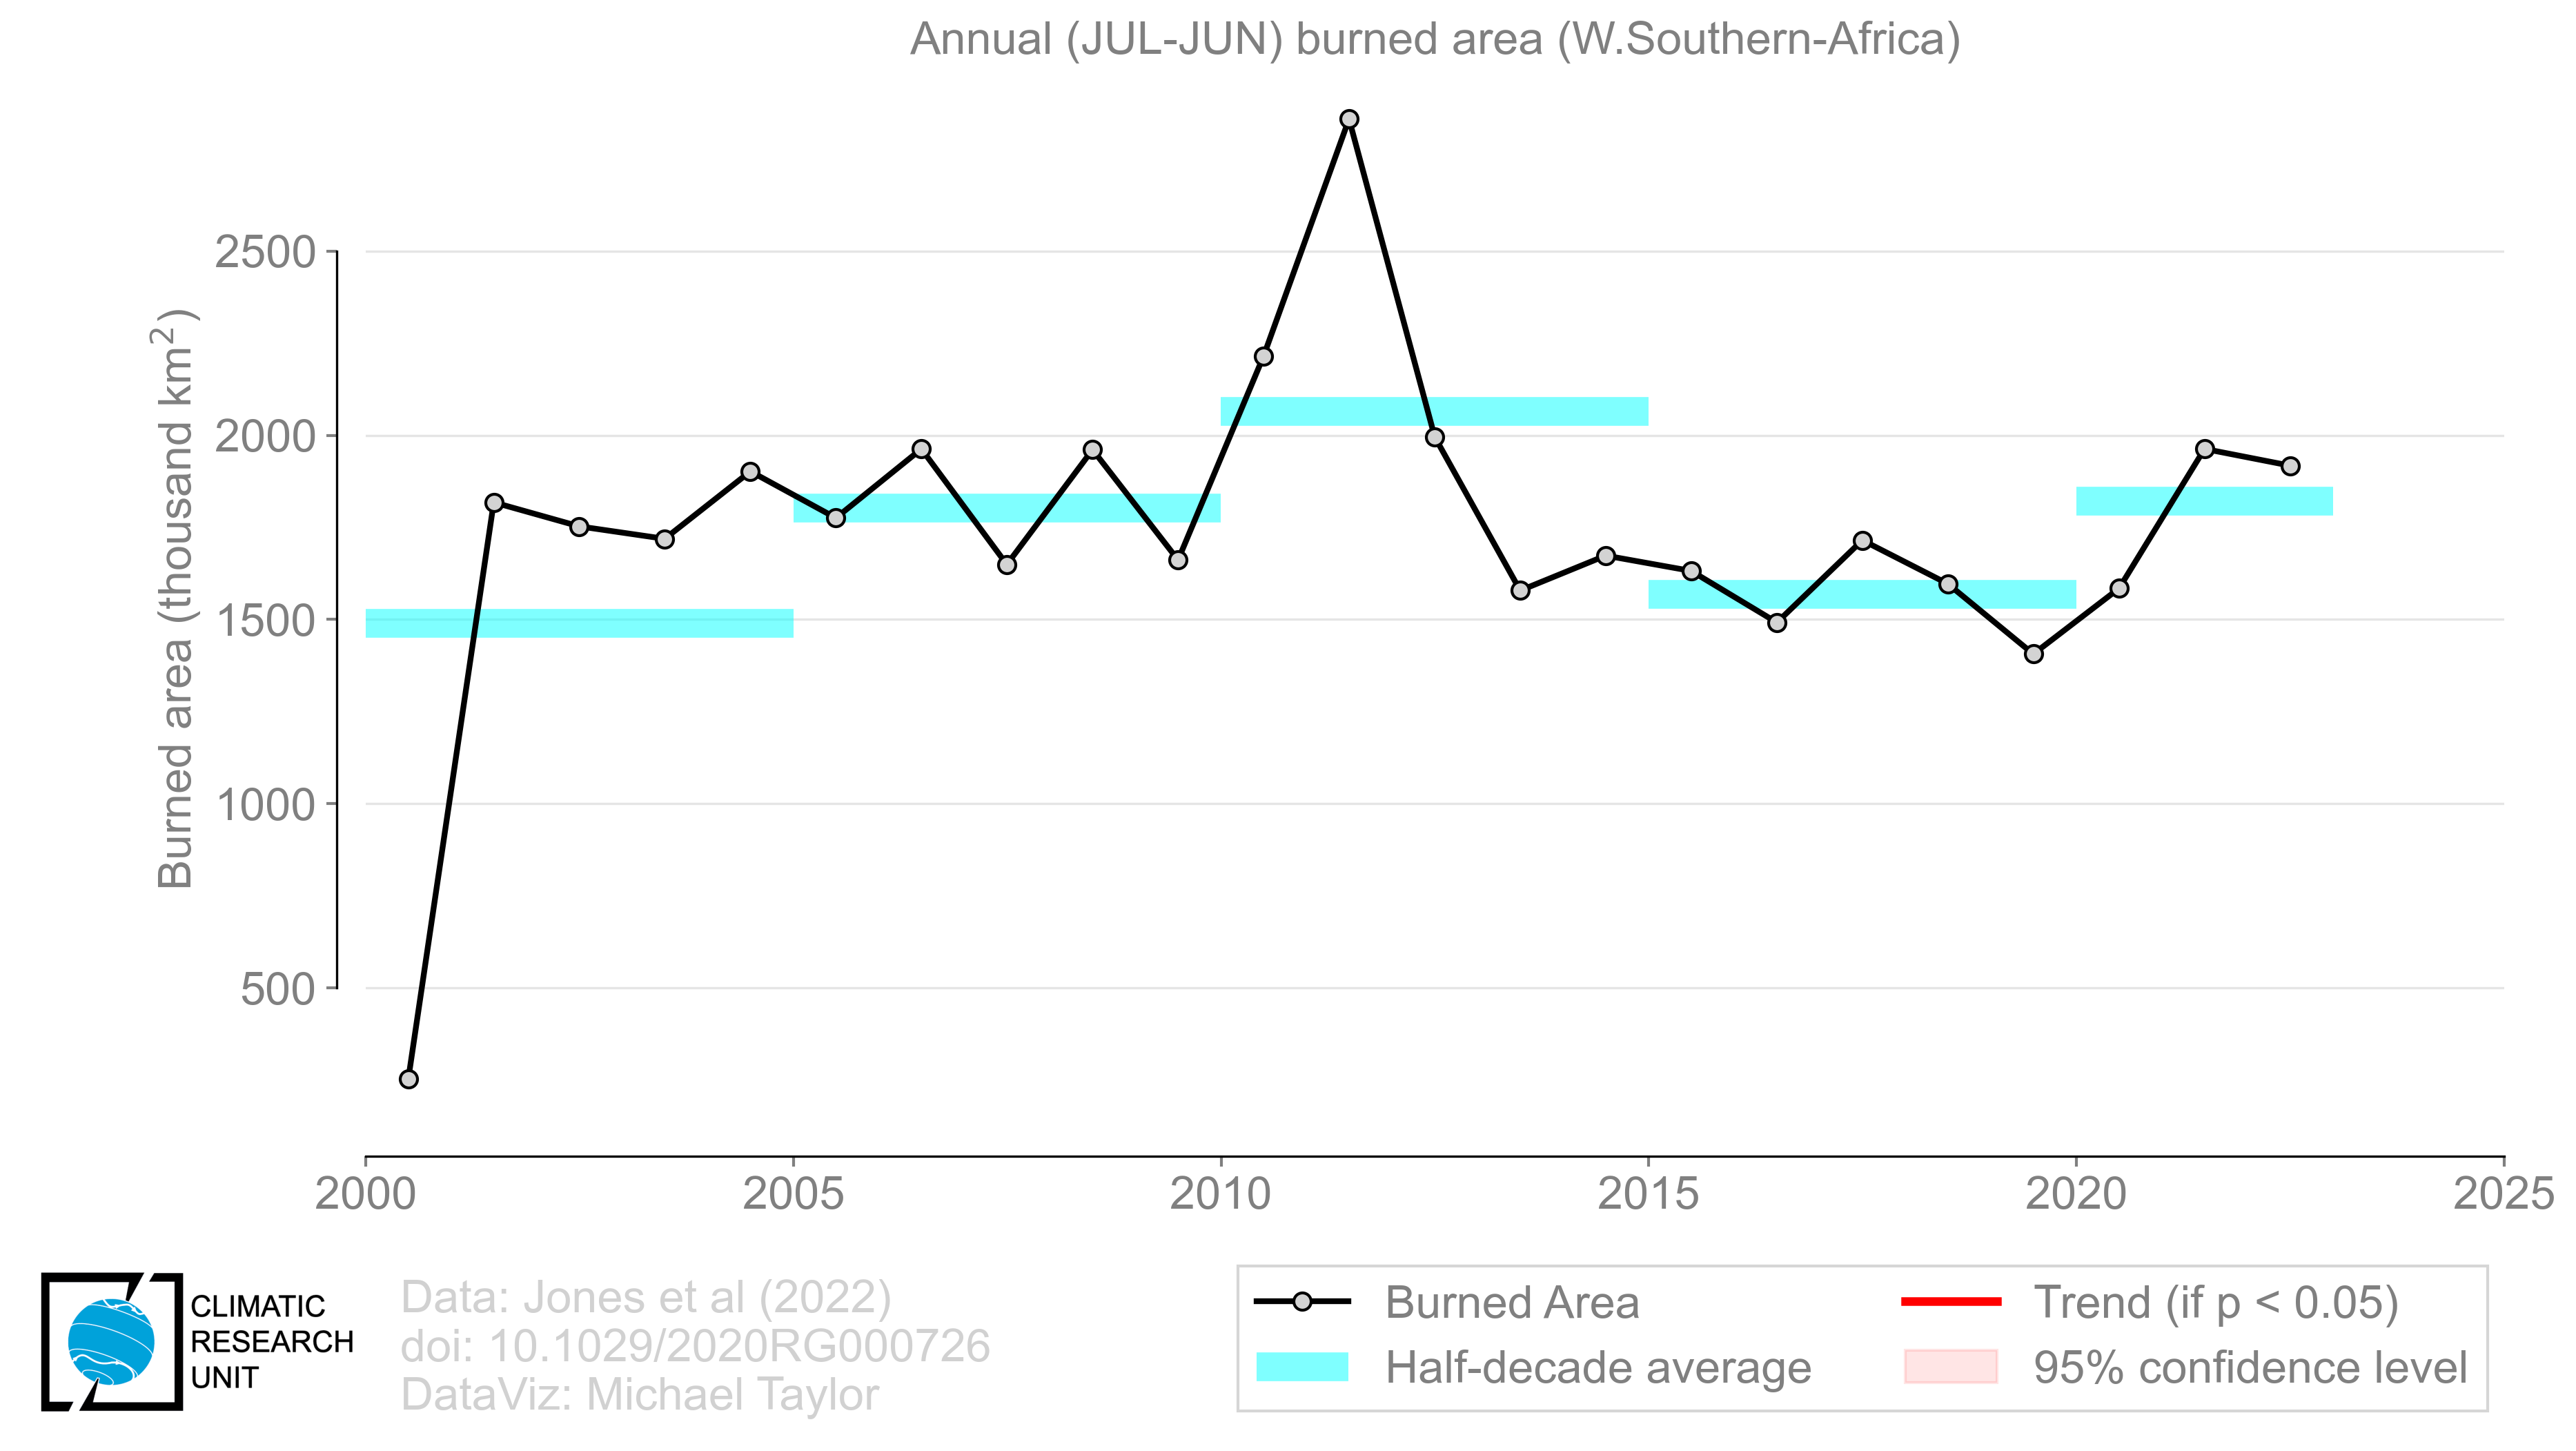 Annual (JUL-JUN) burned area (W.Southern-Africa)
Burned area (thousand km²)
2500
2000
1500
1000
500
2000 2005 2010 2015 2020 2025
CLIMATIC
RESEARCH
UNIT
Data: Jones et al (2022)
doi: 10.1029/2020RG000726
DataViz: Michael Taylor
Burned Area
Half-decade average
Trend (if p < 0.05)
95% confidence level